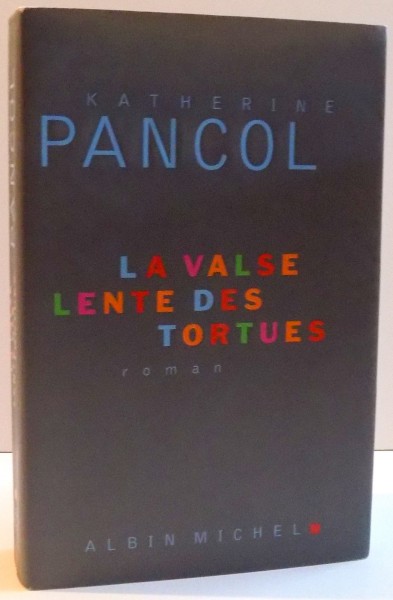 KATHERINE
PANCOL
LA VALSE
LENTE DES
TORTUES
roman
ALBIN MICHEL